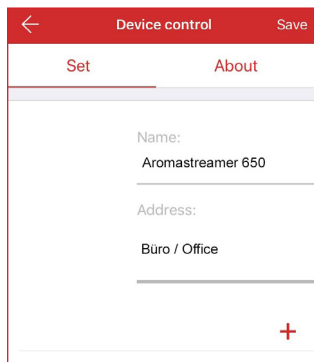 Device control Save
Set About
Name:
Aromastreamer 650
Address:
Büro / Office
+